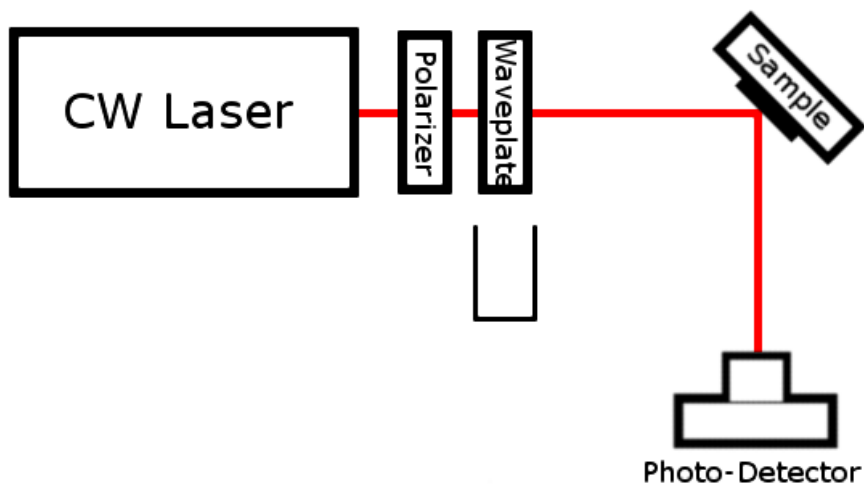 CW Laser
Polarizer
Waveplate
Sample
Photo-Detector